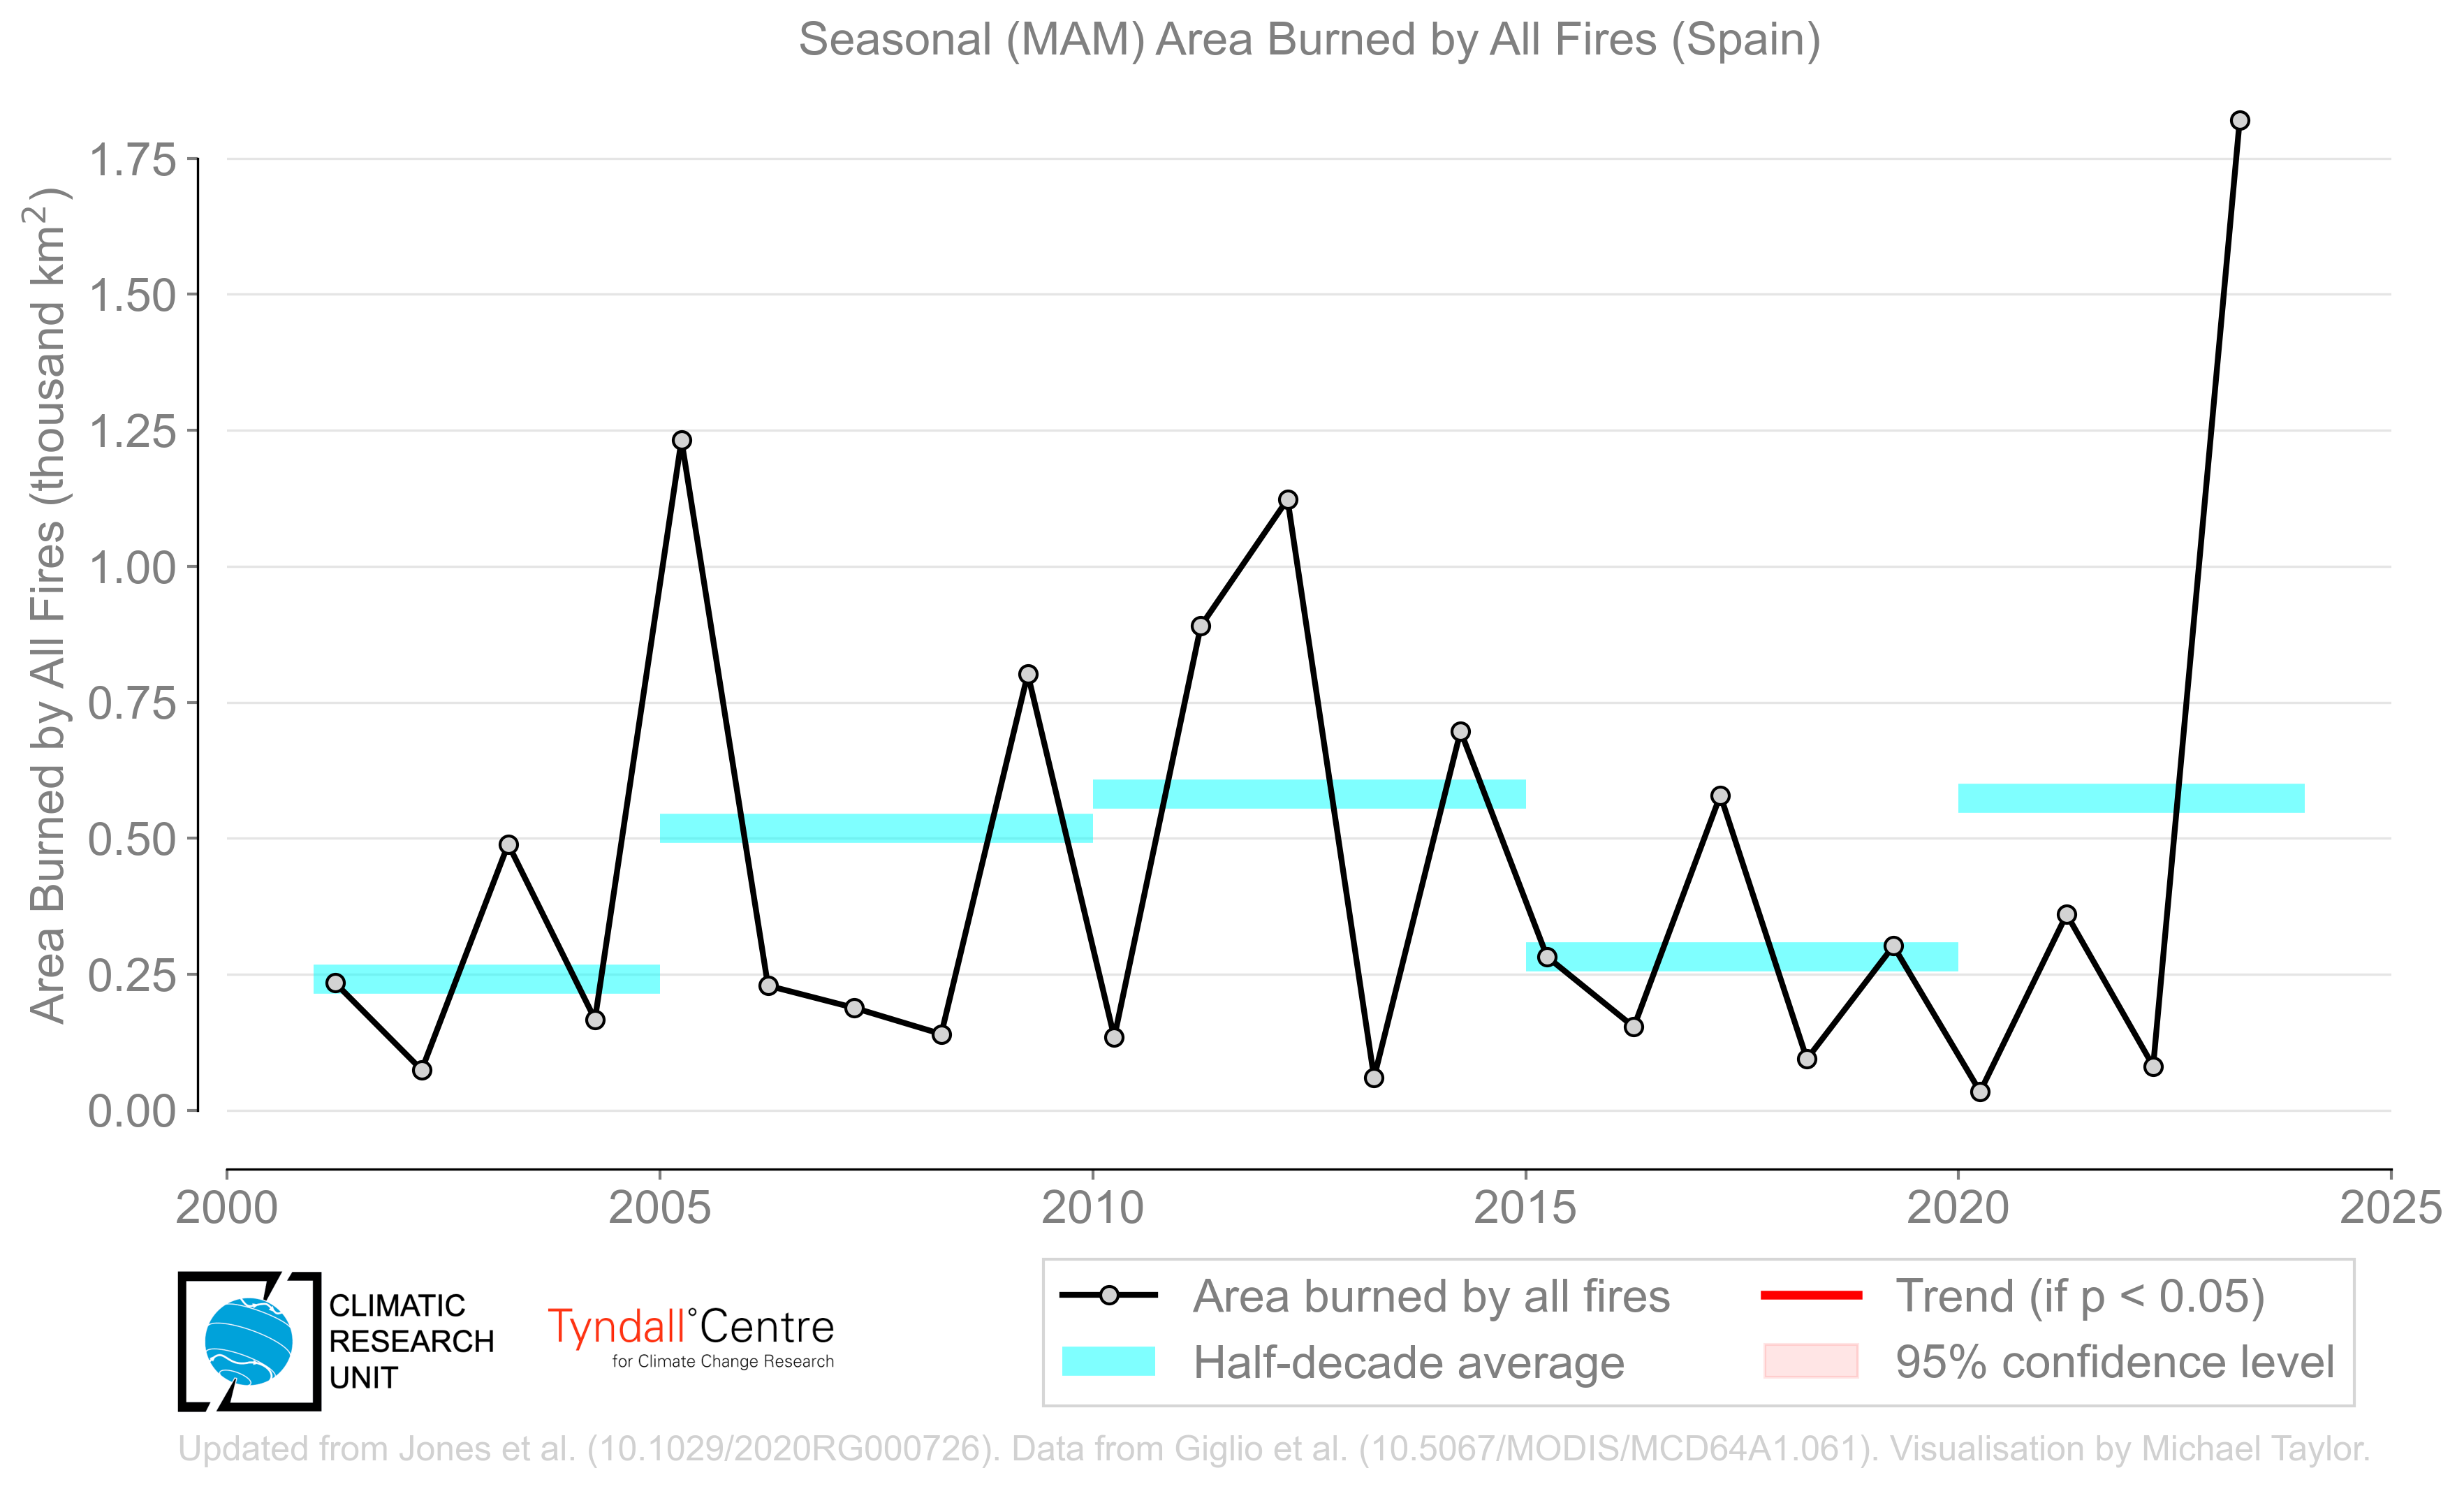 Seasonal (MAM) Area Burned by All Fires (Spain)
Area Burned by All Fires (thousand km²)
1.75
1.50
1.25
1.00
0.75
0.50
0.25
0.00
2000 2005 2010 2015 2020 2025
CLIMATIC
RESEARCH
UNIT
Tyndall°Centre
for Climate Change Research
Area burned by all fires
Half-decade average
Trend (if p < 0.05)
95% confidence level
Updated from Jones et al. (10.1029/2020RG000726). Data from Giglio et al. (10.5067/MODIS/MCD64A1.061). Visualisation by Michael Taylor.